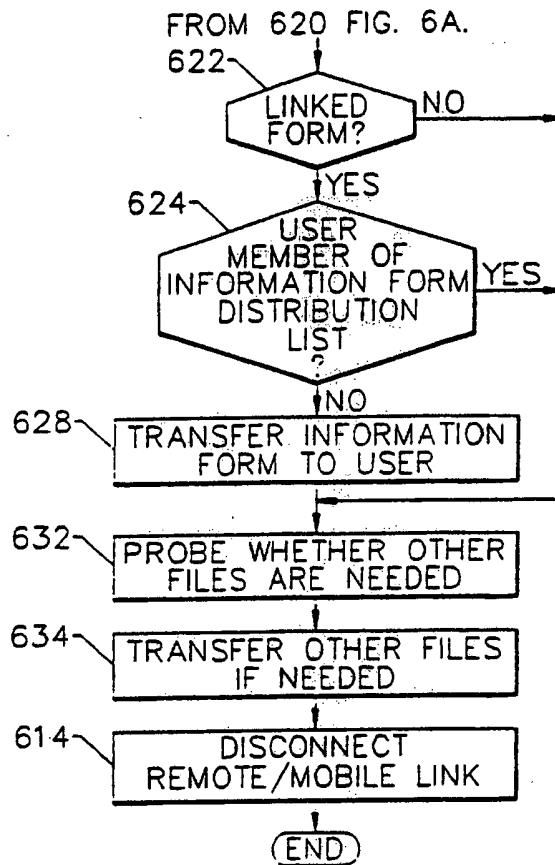 FROM 620 FIG. 6A.
622
LINKED
FORM?
NO
YES
624
USER
MEMBER OF
INFORMATION FORM
DISTRIBUTION
LIST
?
YES
NO
628
TRANSFER INFORMATION
FORM TO USER
632
PROBE WHETHER OTHER
FILES ARE NEEDED
634
TRANSFER OTHER FILES
IF NEEDED
614
DISCONNECT
REMOTE/MOBILE LINK
END